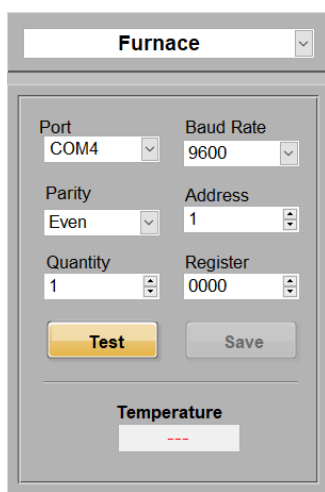 Furnace
Port Baud Rate
COM4 9600
Parity Address
Even 1
Quantity Register
1 0000
Test Save
Temperature
---